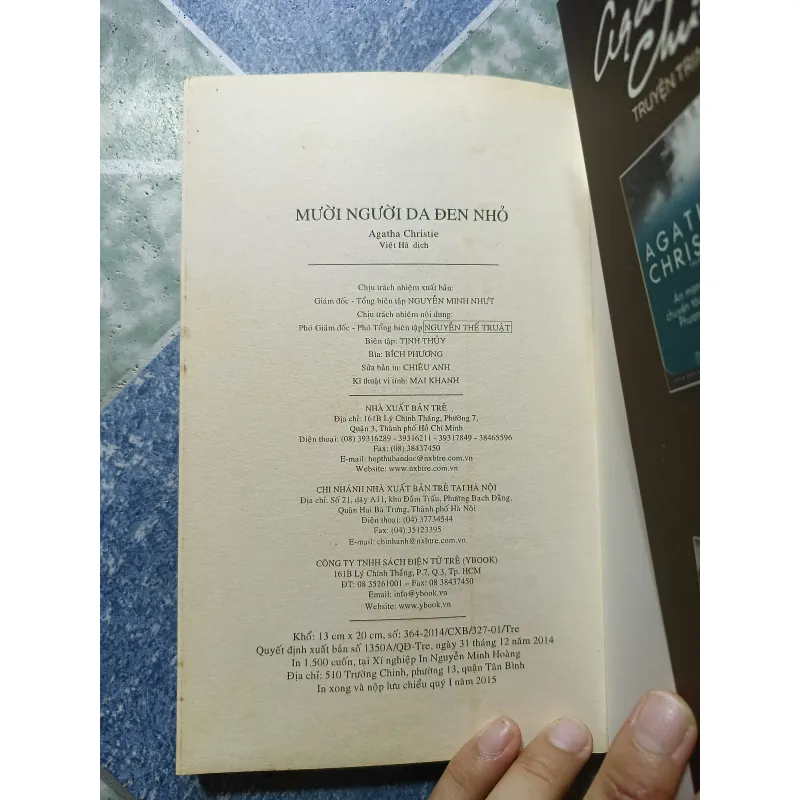 MƯỜI NGƯỜI DA ĐEN NHỎ
Agatha Christie
Việt Hà dịch
Chịu trách nhiệm xuất bản:
Giám đốc - Tổng biên tập NGUYỄN MINH NHỰT
Chịu trách nhiệm nội dung:
Phó Giám đốc - Phó Tổng biên tập NGUYỄN THẾ TRUẬT
Biên tập: TỊNH THỦY
Bìa: BÍCH PHƯƠNG
Sửa bản in: CHIÊU ANH
Kĩ thuật vi tính: MAI KHANH
NHÀ XUẤT BẢN TRẺ
Địa chỉ: 161B Lý Chính Thắng, Phường 7,
Quận 3, Thành phố Hồ Chí Minh
Điện thoại: (08) 39316289 - 39316211 - 39317849 - 38465596
Fax: (08) 38437450
E-mail: hopthubandoc@nxbtre.com.vn
Website: www.nxbtre.com.vn
CHI NHÁNH NHÀ XUẤT BẢN TRẺ TẠI HÀ NỘI
Địa chỉ: Số 21, dãy A11, khu Đầm Trấu, Phường Bạch Đằng,
Quận Hai Bà Trưng, Thành phố Hà Nội
Điện thoại: (04) 37734544
Fax: (04) 35123395
E-mail: chinhanh@nxbtre.com.vn
CÔNG TY TNHH SÁCH ĐIỆN TỬ TRẺ (YBOOK)
161B Lý Chính Thắng, P.7, Q.3, Tp. HCM
ĐT: 08 35261001 – Fax: 08 38437450
Email: info@ybook.vn
Website: www.ybook.vn
Khổ: 13 cm x 20 cm, số: 364-2014/CXB/327-01/Tre
Quyết định xuất bản số 1350A/QĐ-Tre, ngày 31 tháng 12 năm 2014
In 1.500 cuốn, tại Xí nghiệp In Nguyễn Minh Hoàng
Địa chỉ: 510 Trường Chinh, phường 13, quận Tân Bình
In xong và nộp lưu chiểu quý I năm 2015
TRUYỆN
AGATHA
CHRIS
Án mạng
chuyến
Phương